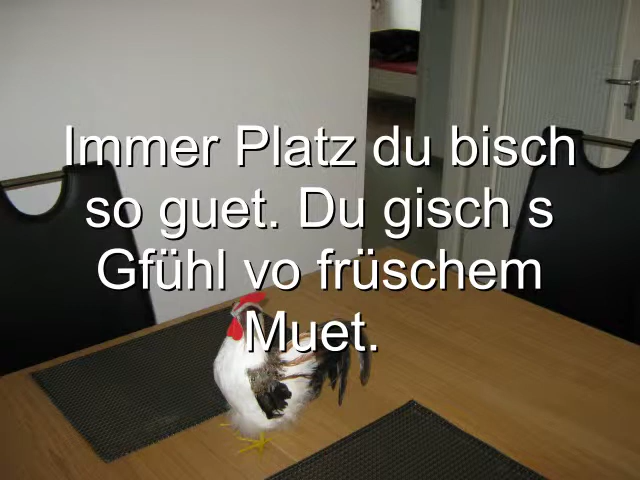 Immer Platz du bisch
so guet. Du gisch s
Gfühl vo früschem
Muet.